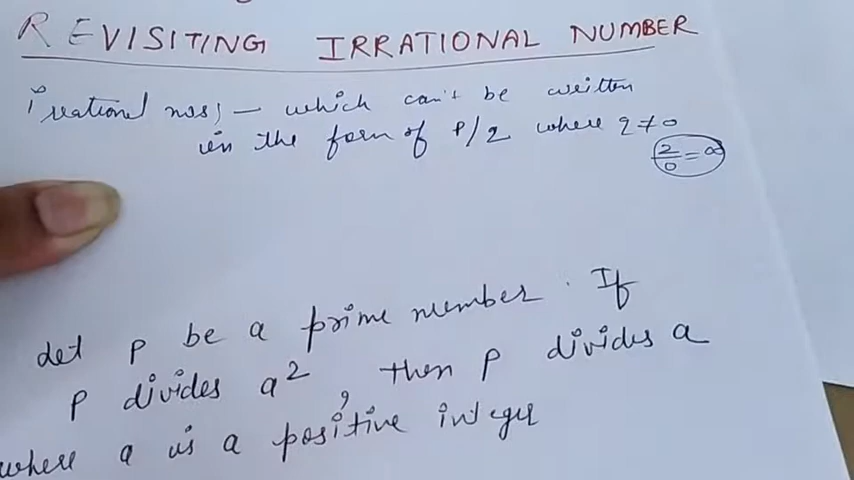 REVISITING IRRATIONAL NUMBER
irrational nos; — which can't be written
in the form of P/q where q≠0
2/0 = ∞
Let p be a prime number. If
p divides a², then p divides a
where a is a positive integer